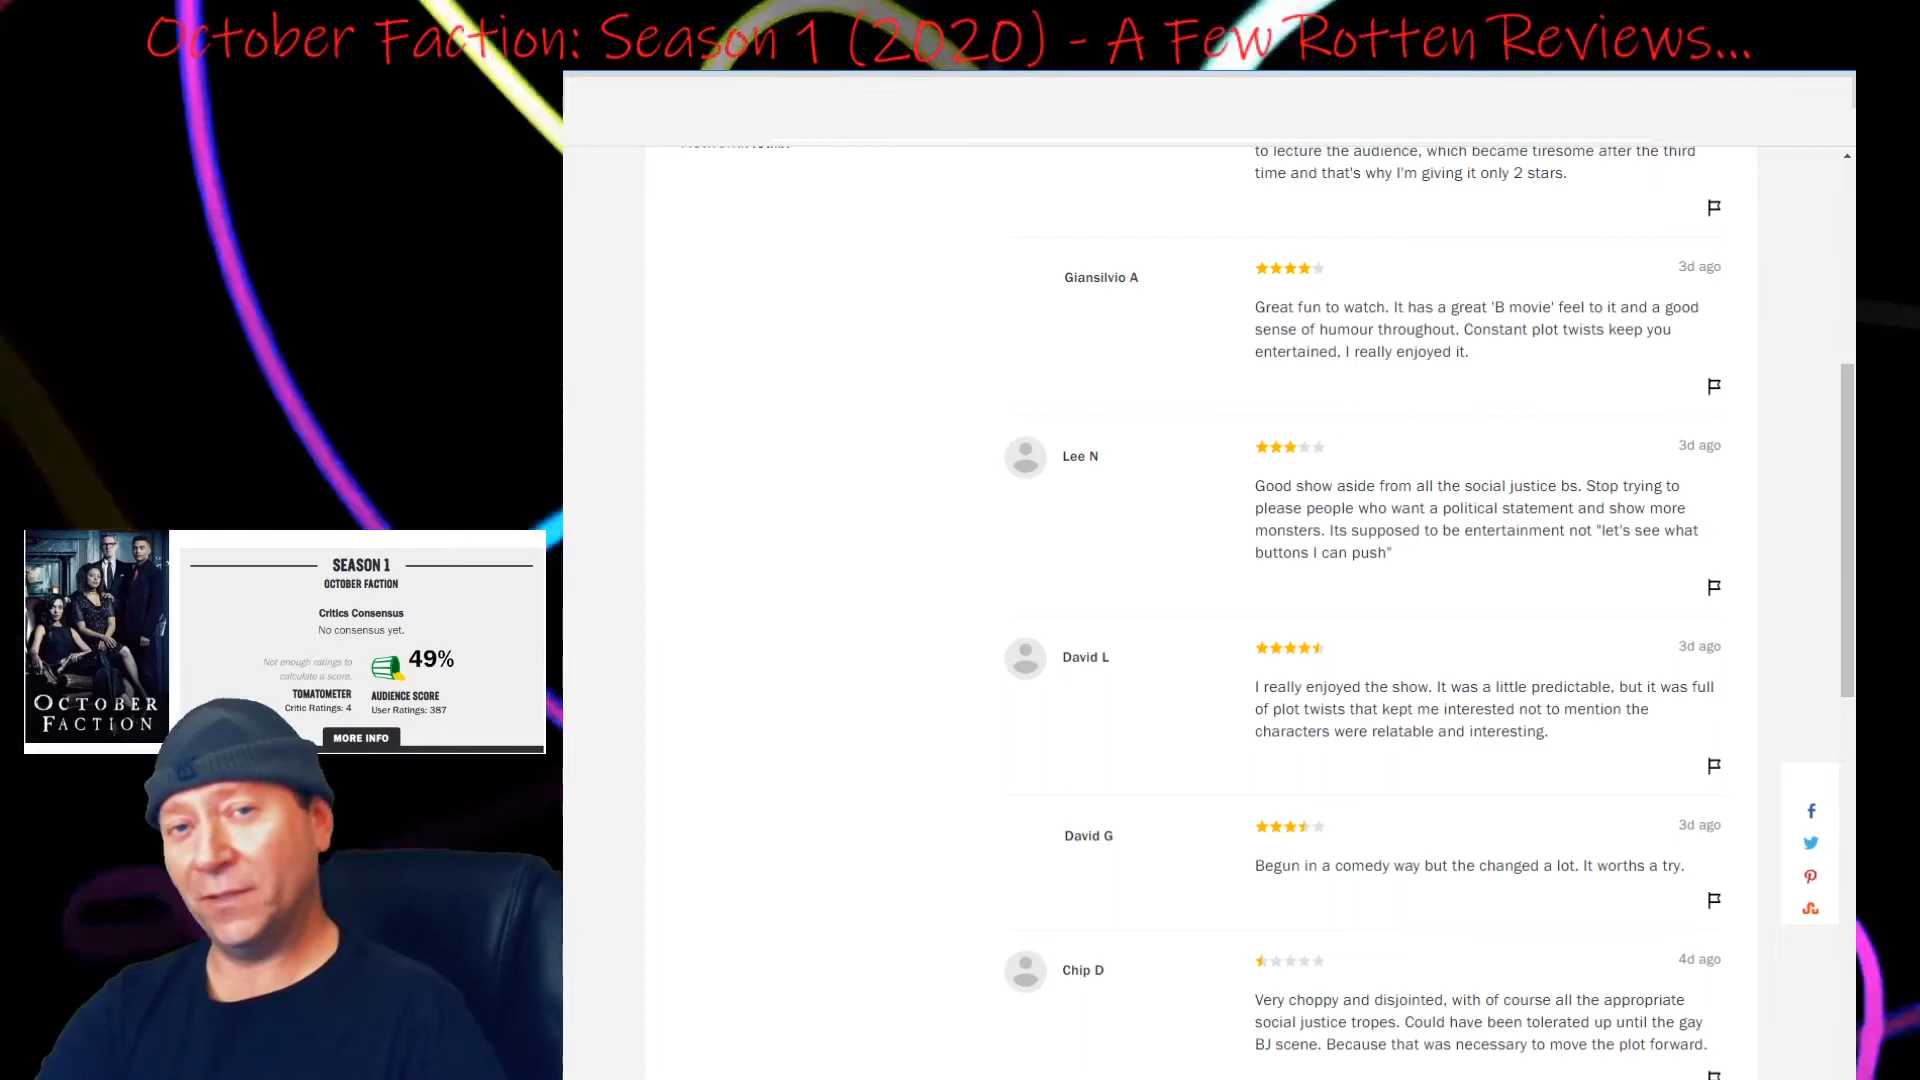 October Faction: Season 1 (2020) - A Few Rotten Reviews...
to lecture the audience, which became tiresome after the third
time and that's why I'm giving it only 2 stars.
Giansilvio A
3d ago
Great fun to watch. It has a great 'B movie' feel to it and a good
sense of humour throughout. Constant plot twists keep you
entertained, I really enjoyed it.
Lee N
3d ago
Good show aside from all the social justice bs. Stop trying to
please people who want a political statement and show more
monsters. Its supposed to be entertainment not "let's see what
buttons I can push"
David L
3d ago
I really enjoyed the show. It was a little predictable, but it was full
of plot twists that kept me interested not to mention the
characters were relatable and interesting.
David G
3d ago
Begun in a comedy way but the changed a lot. It worths a try.
Chip D
4d ago
Very choppy and disjointed, with of course all the appropriate
social justice tropes. Could have been tolerated up until the gay
BJ scene. Because that was necessary to move the plot forward.
OCTOBER
FACTION
SEASON 1
OCTOBER FACTION
Critics Consensus
No consensus yet.
Not enough ratings to
calculate a score.
TOMATOMETER
Critic Ratings: 4
49%
AUDIENCE SCORE
User Ratings: 387
MORE INFO